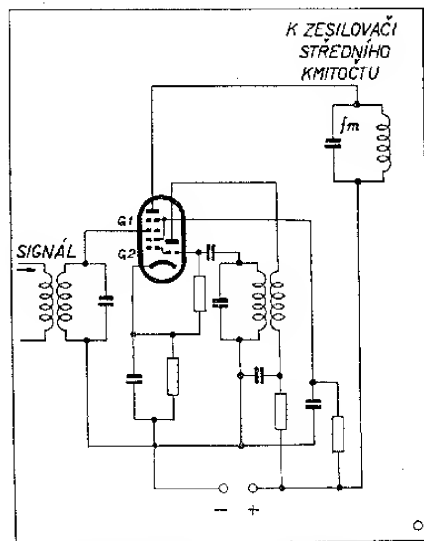 K ZESILOVAČI
STŘEDNÍHO
KMITOČTU
fm
G1
SIGNÁL
G2
- +